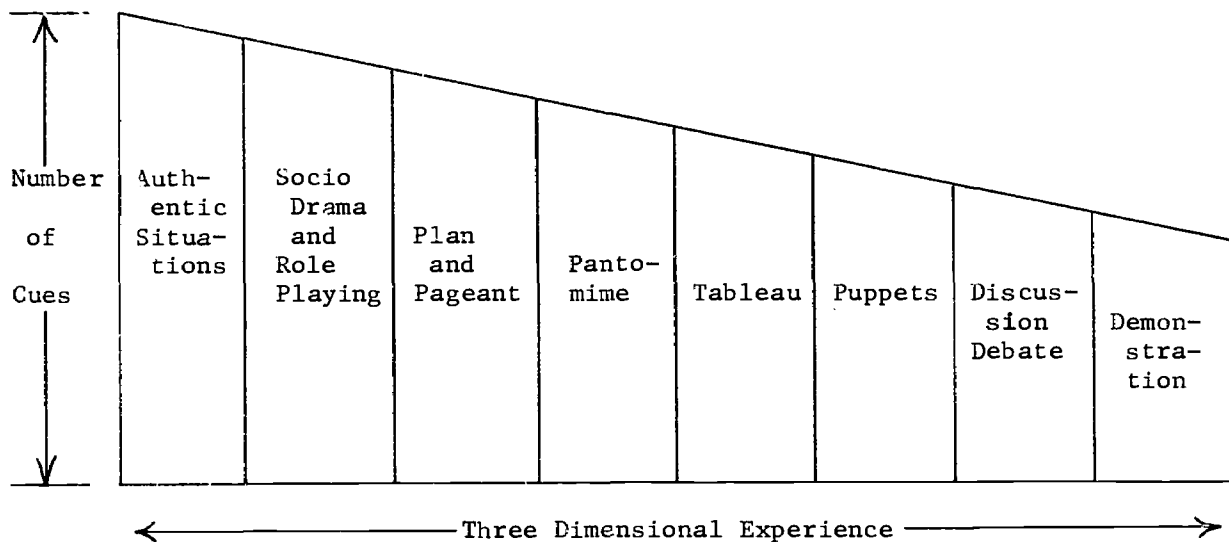 Number
of
Cues
Auth-
entic
Situa-
tions
Socio
Drama
and
Role
Playing
Plan
and
Pageant
Panto-
mime
Tableau
Puppets
Discus-
sion
Debate
Demon-
stra-
tion
Three Dimensional Experience